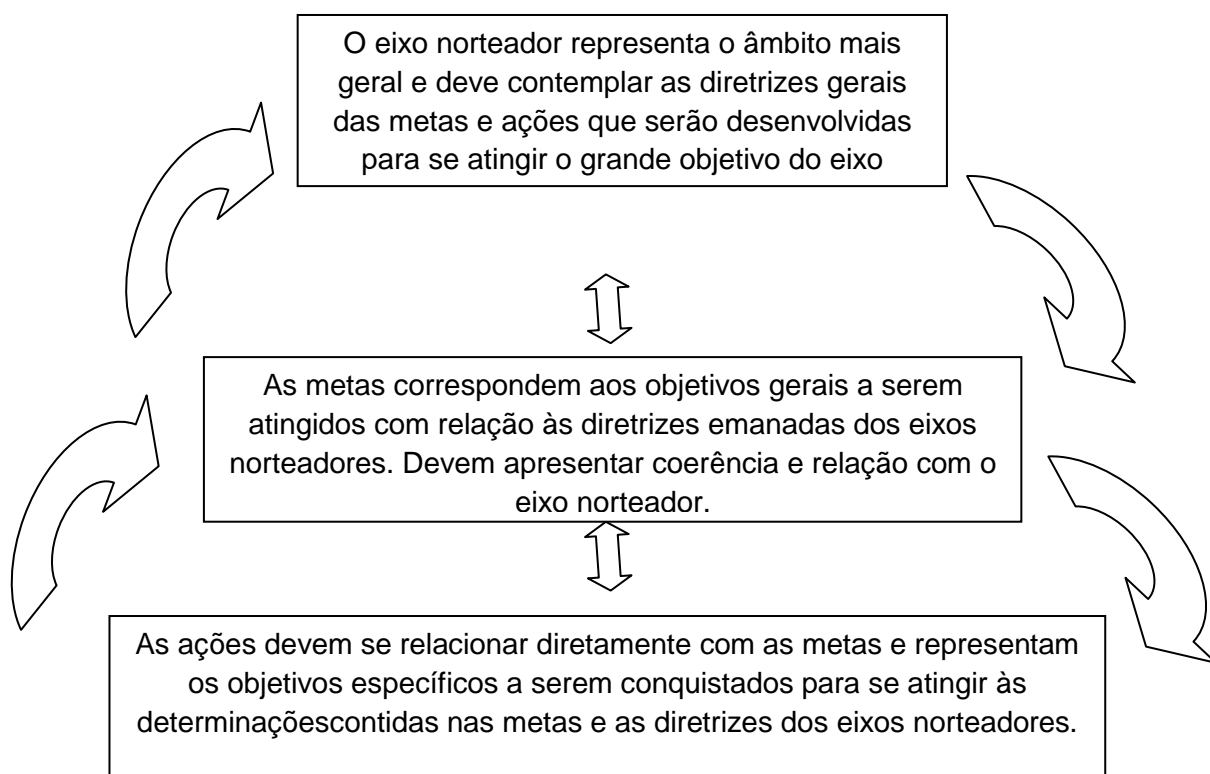 O eixo norteador representa o âmbito mais
geral e deve contemplar as diretrizes gerais
das metas e ações que serão desenvolvidas
para se atingir o grande objetivo do eixo
As metas correspondem aos objetivos gerais a serem
atingidos com relação às diretrizes emanadas dos eixos
norteadores. Devem apresentar coerência e relação com o
eixo norteador.
As ações devem se relacionar diretamente com as metas e representam
os objetivos específicos a serem conquistados para se atingir às
determinaçõescontidas nas metas e as diretrizes dos eixos norteadores.